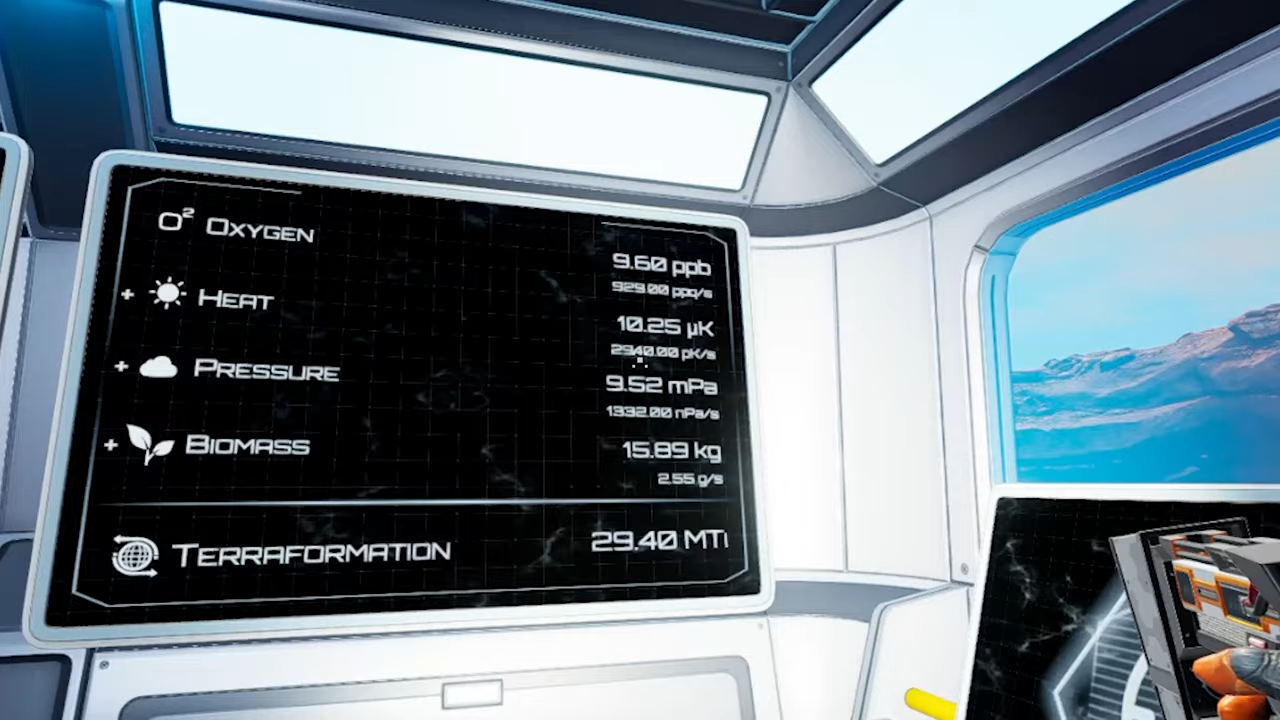 O² Oxygen
9.60 ppb
929.00 ppq/s
+ Heat
10.25 µK
2940.00 pK/s
+ Pressure
9.52 mPa
1332.00 nPa/s
+ Biomass
15.89 kg
2.55 g/s
Terraformation
29.40 MTi